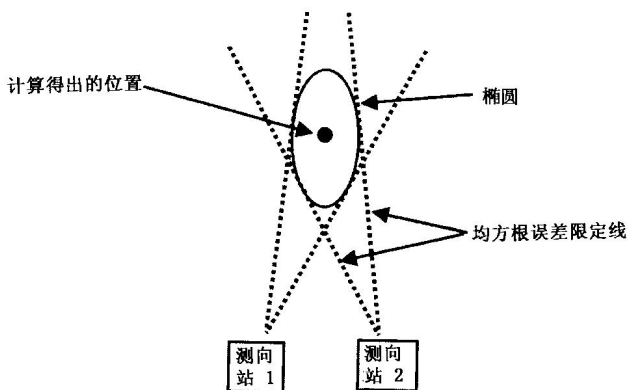 计算得出的位置
椭圆
均方根误差限定线
测向
站 1
测向
站 2